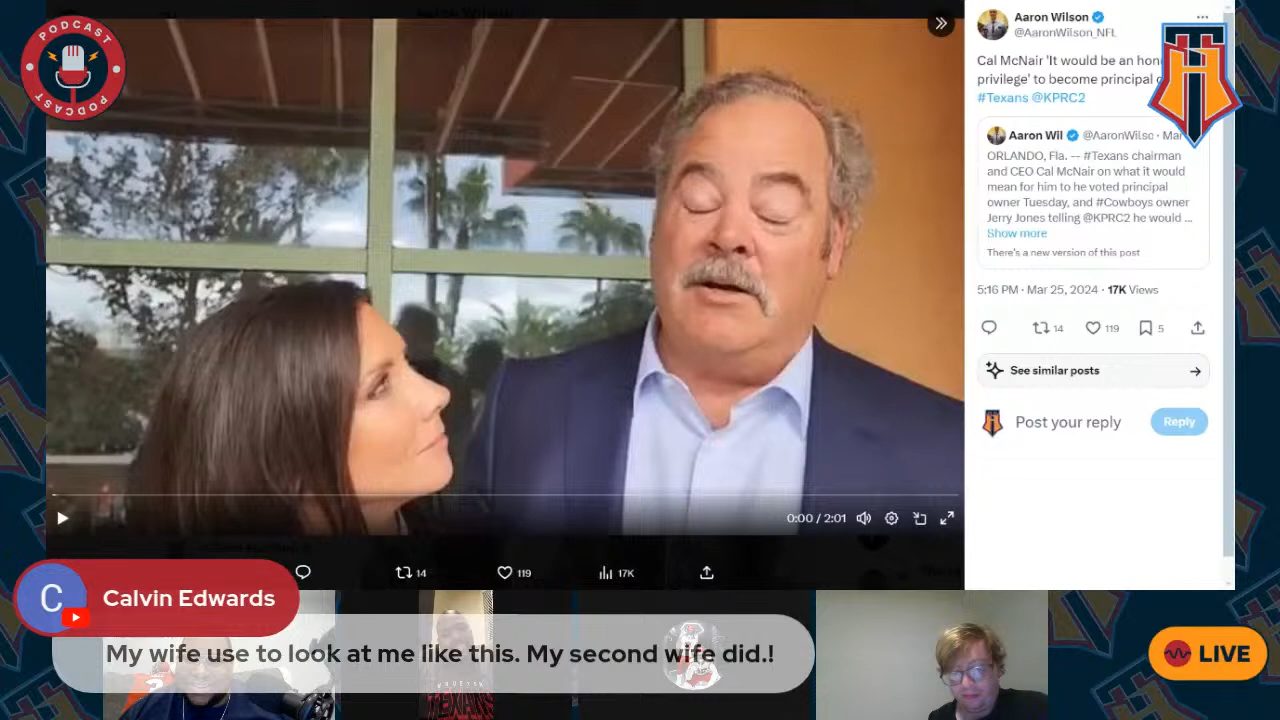 PODCAST
PODCAST
Aaron Wilson
@AaronWilson_NFL
Cal McNair 'It would be an hon
privilege' to become principal
#Texans @KPRC2
Aaron Wil @AaronWilsc · Mar
ORLANDO, Fla. -- #Texans chairman
and CEO Cal McNair on what it would
mean for him to he voted principal
owner Tuesday, and #Cowboys owner
Jerry Jones telling @KPRC2 he would ...
Show more
There's a new version of this post
5:16 PM · Mar 25, 2024 · 17K Views
14
119
5
See similar posts
Post your reply
Reply
0:00 / 2:01
14
119
17K
C
Calvin Edwards
My wife use to look at me like this. My second wife did.!
TEXANS
LIVE